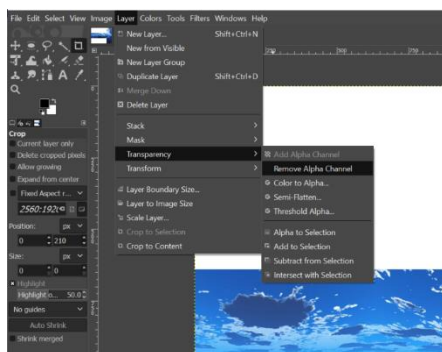 File Edit Select View Image Layer Colors Tools Filters Windows Help
New Layer... Shift+Ctrl+N
New from Visible
New Layer Group
Duplicate Layer Shift+Ctrl+D
Merge Down
Delete Layer
Stack >
Mask >
Transparency >
Transform >
Layer Boundary Size...
Layer to Image Size
Scale Layer...
Crop to Selection
Crop to Content
Add Alpha Channel
Remove Alpha Channel
Color to Alpha...
Semi-Flatten...
Threshold Alpha...
Alpha to Selection
Add to Selection
Subtract from Selection
Intersect with Selection
Crop
Current layer only
Delete cropped pixels
Allow growing
Expand from center
Fixed Aspect r...
2560:192
Position: px
0 210
Size: px
0 0
Highlight
Highlight o... 50.0
No guides
Auto Shrink
Shrink merged